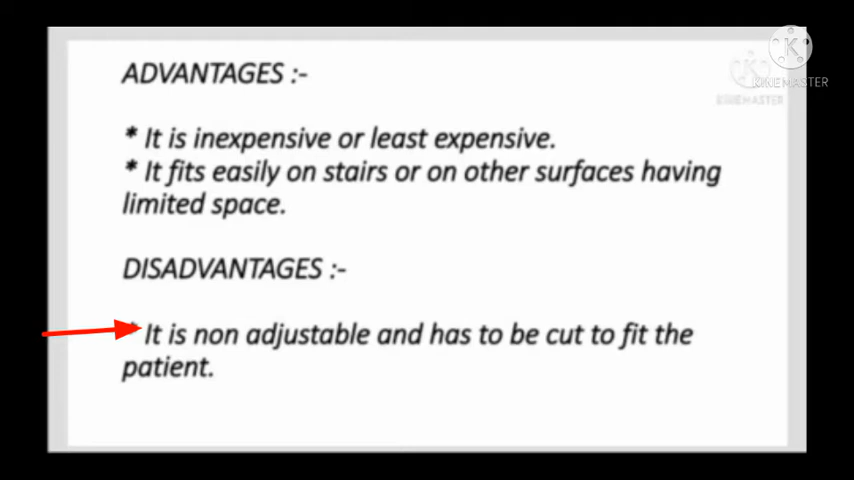 ADVANTAGES :-
* It is inexpensive or least expensive.
* It fits easily on stairs or on other surfaces having
limited space.
DISADVANTAGES :-
* It is non adjustable and has to be cut to fit the
patient.
K
KINEMASTER
K
KINEMASTER